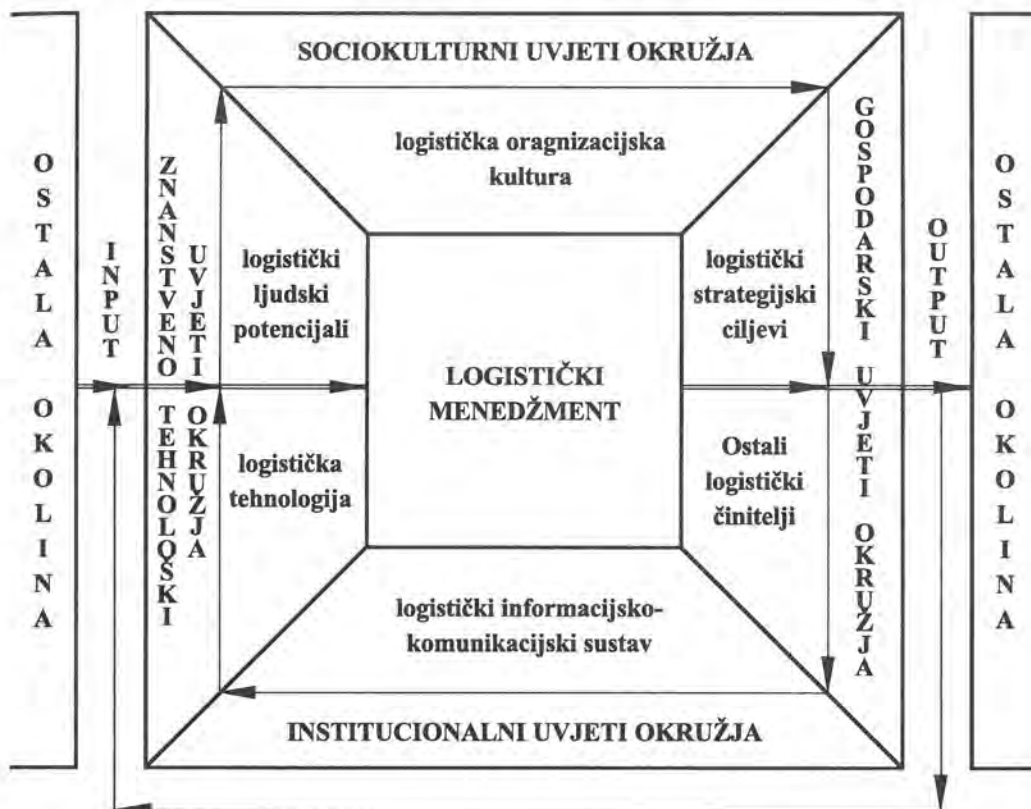 SOCIOKULTURNI UVJETI OKRUŽJA
logistička oragnizacijska
kultura
OSTALA OKOLINA
INPUT
ZNANSTVENO TEHNOLOŠKI
UVJETI OKRUŽJA
logistički
ljudski
potencijali
logistička
tehnologija
LOGISTIČKI
MENEDŽMENT
logistički
strategijski
ciljevi
Ostali
logistički
činitelji
GOSPODARSKI UVJETI OKRUŽJA
OUTPUT
OSTALA OKOLINA
logistički informacijsko-
komunikacijski sustav
INSTITUCIONALNI UVJETI OKRUŽJA